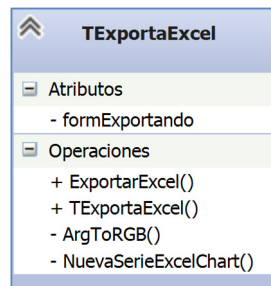 TExportaExcel
Atributos
- formExportando
Operaciones
+ ExportarExcel()
+ TExportaExcel()
- ArgToRGB()
- NuevaSerieExcelChart()